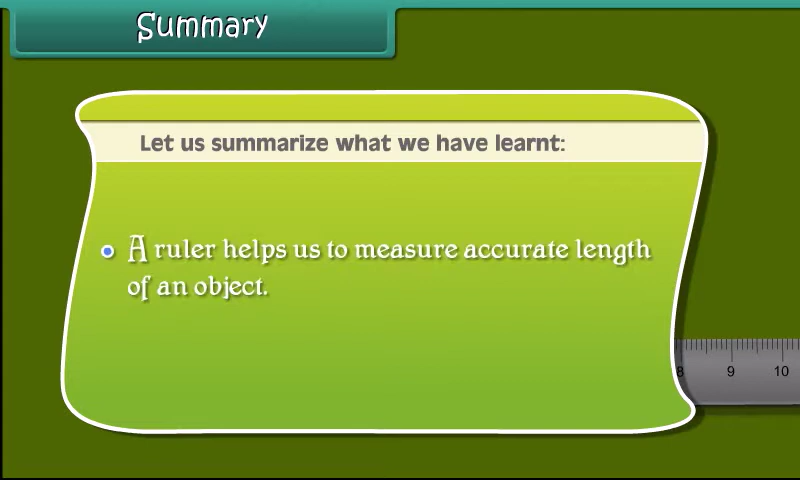 Summary
Let us summarize what we have learnt:
A ruler helps us to measure accurate length
of an object.
8 9 10